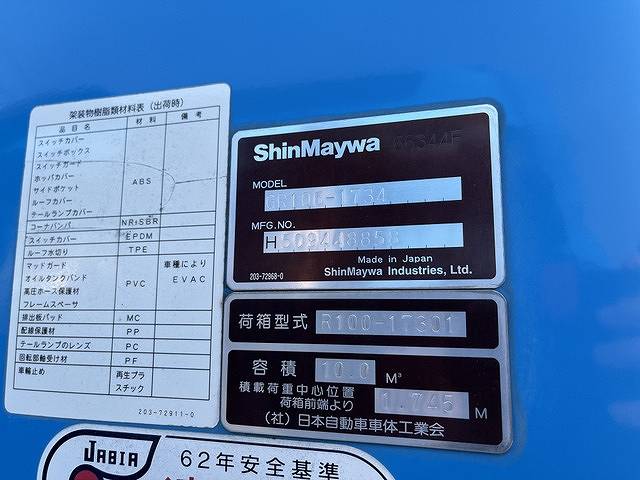 架装物樹脂類材料表（出荷時）
品目名 材料 備考
スイッチカバー
スイッチボックス
スイッチガード
ホッパカバー
サイドポケット
ルーフカバー
テールランプカバー
ABS
コーナバンパ NR+SBR
スイッチカバー EPDM
ルーフ水切り TPE
マッドガード
オイルタンクバンド
高圧ホース保護材
フレームスペーサ
PVC
車種により
EVAC
排出板パッド MC
配線保護材 PP
テールランプのレンズ PC
回転部軸受け材 PF
車輪止め 再生プラスチック
203-72911-0
ShinMaywa
MODEL
MFG.NO.
H
Made in Japan
203-72968-0 ShinMaywa Industries, Ltd.
荷箱型式 R100-17301
容積 10.0 M³
積載荷重中心位置
荷箱前端より 1.745 M
（社）日本自動車車体工業会
JABIA
62年安全基準